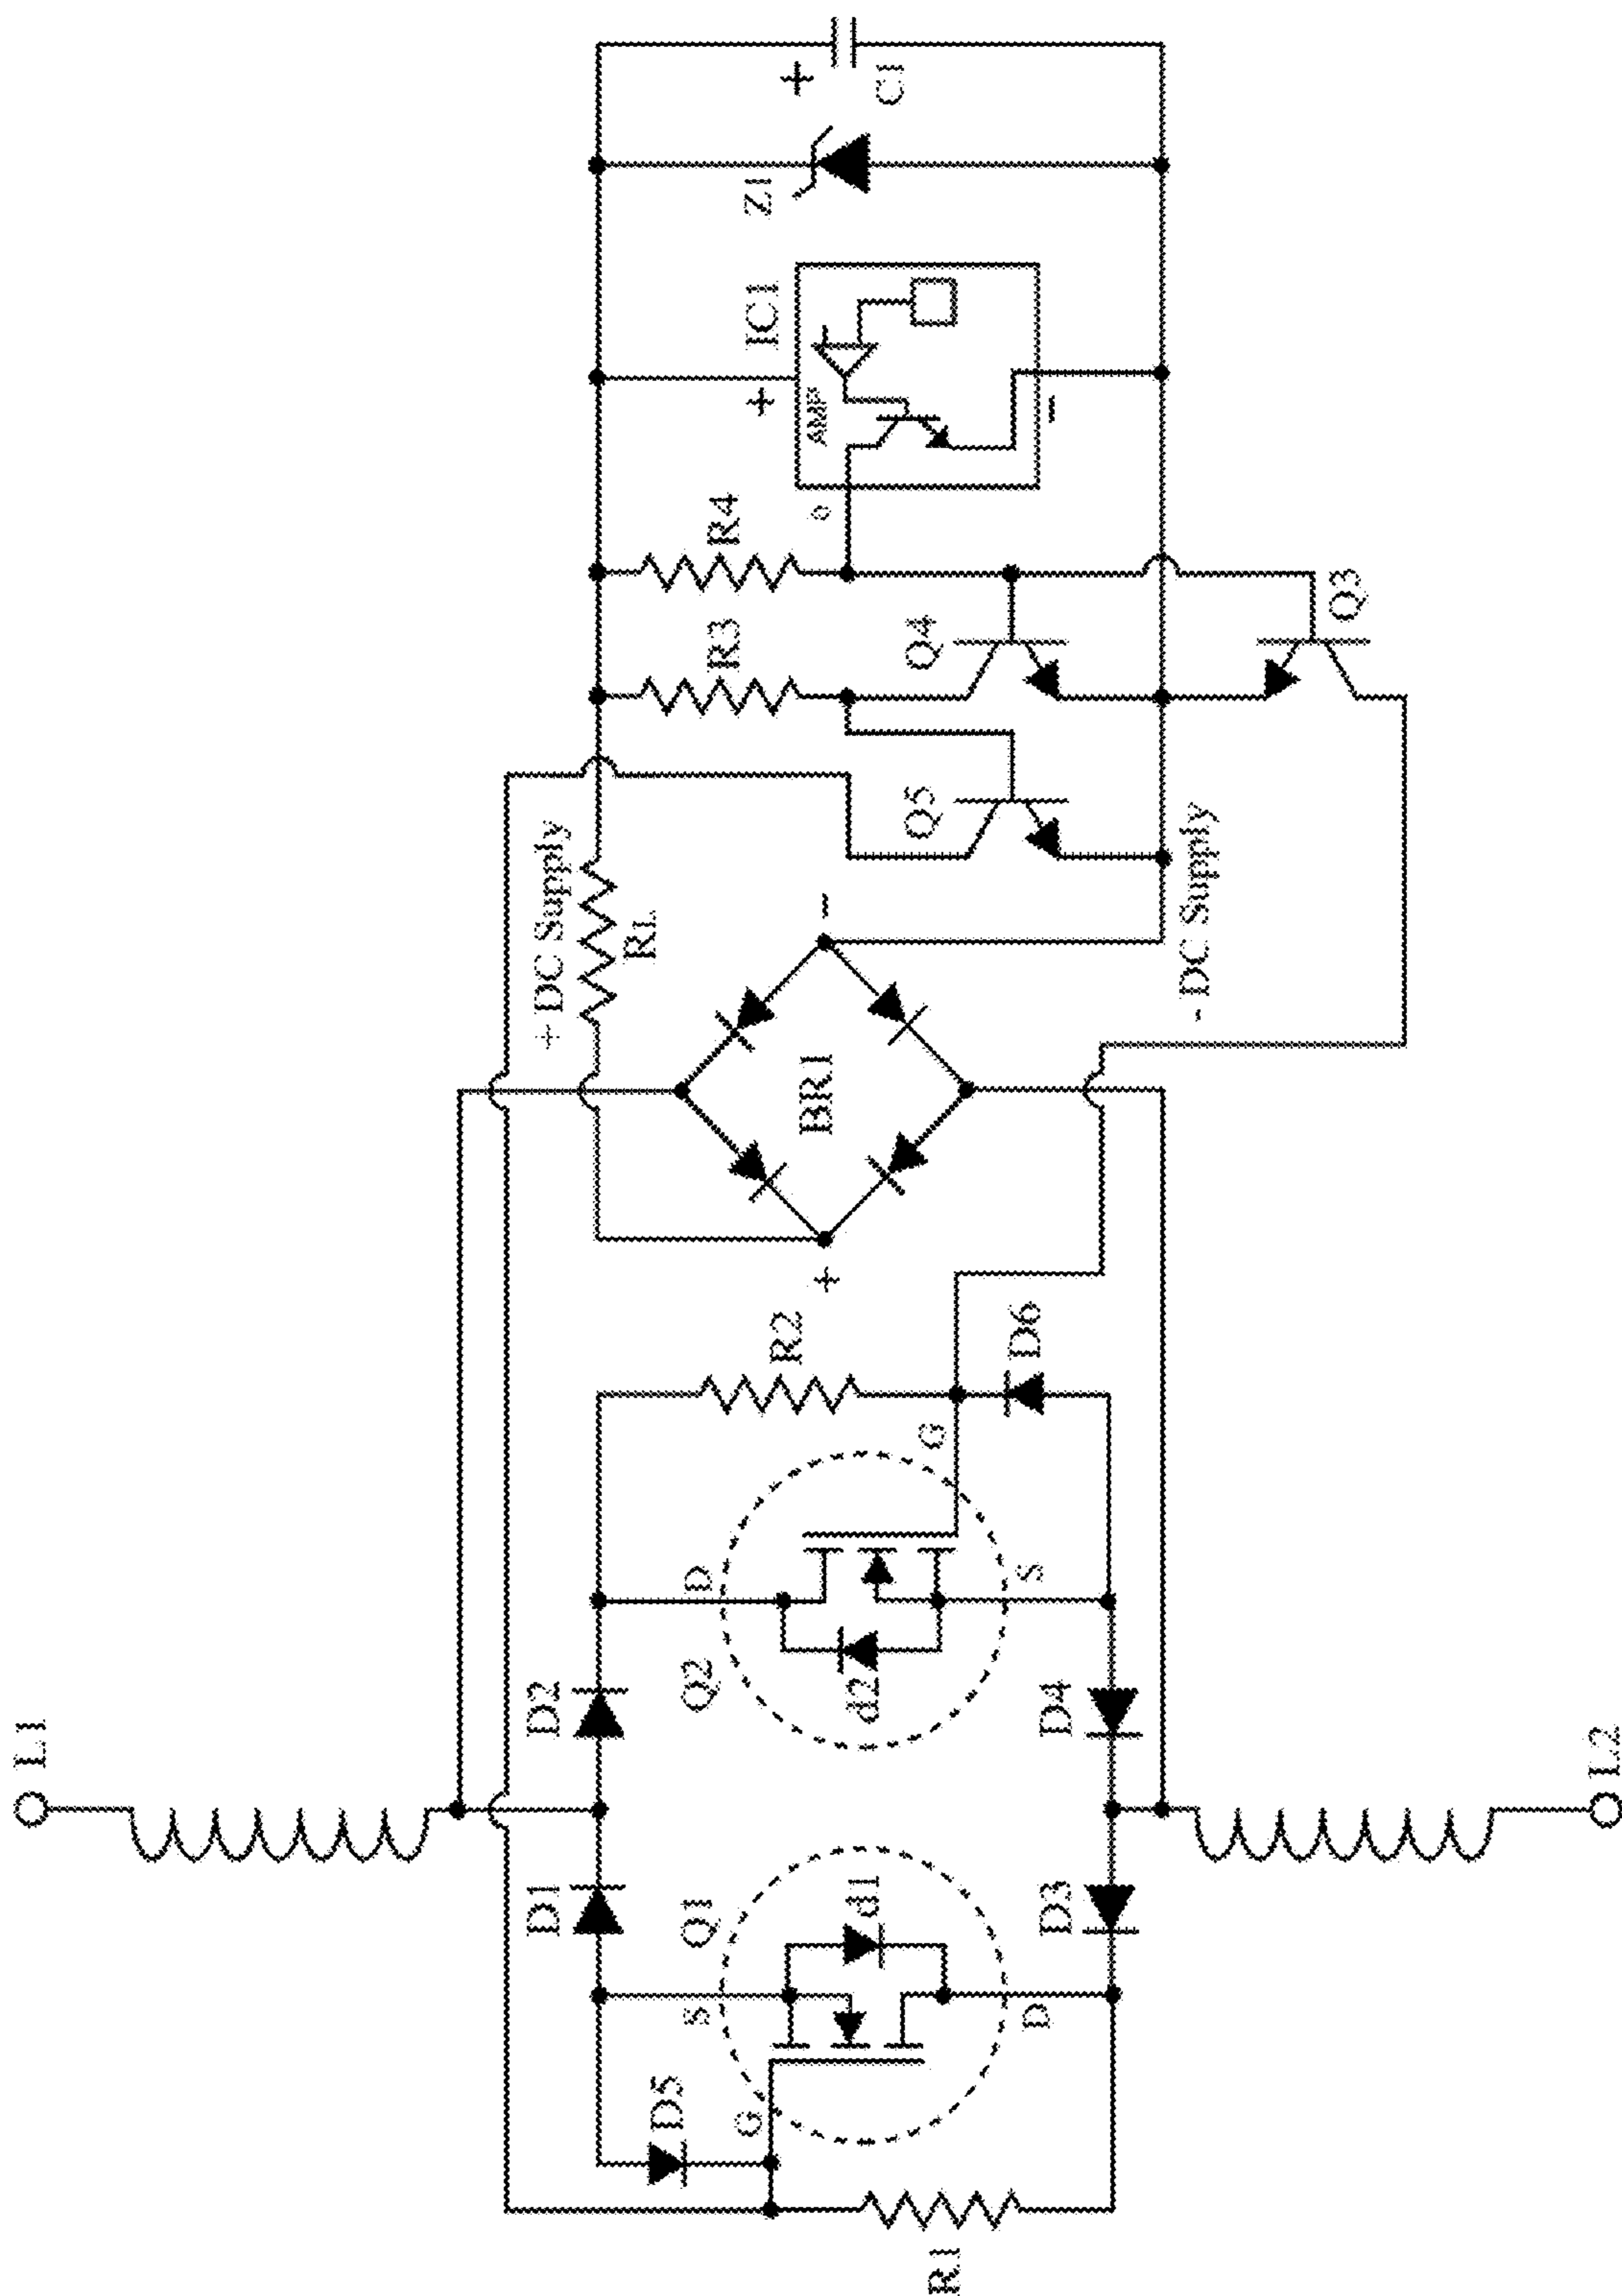 L1
R1
D5
G
S
D
Q1
d1
D1
D3
D2
D4
Q2
d2
D
S
G
R2
D6
+
BR1
-
+ DC Supply
RL
- DC Supply
Q5
R3
Q4
Q3
R4
o
AMP
IC1
+
-
Z1
+
C1
L2